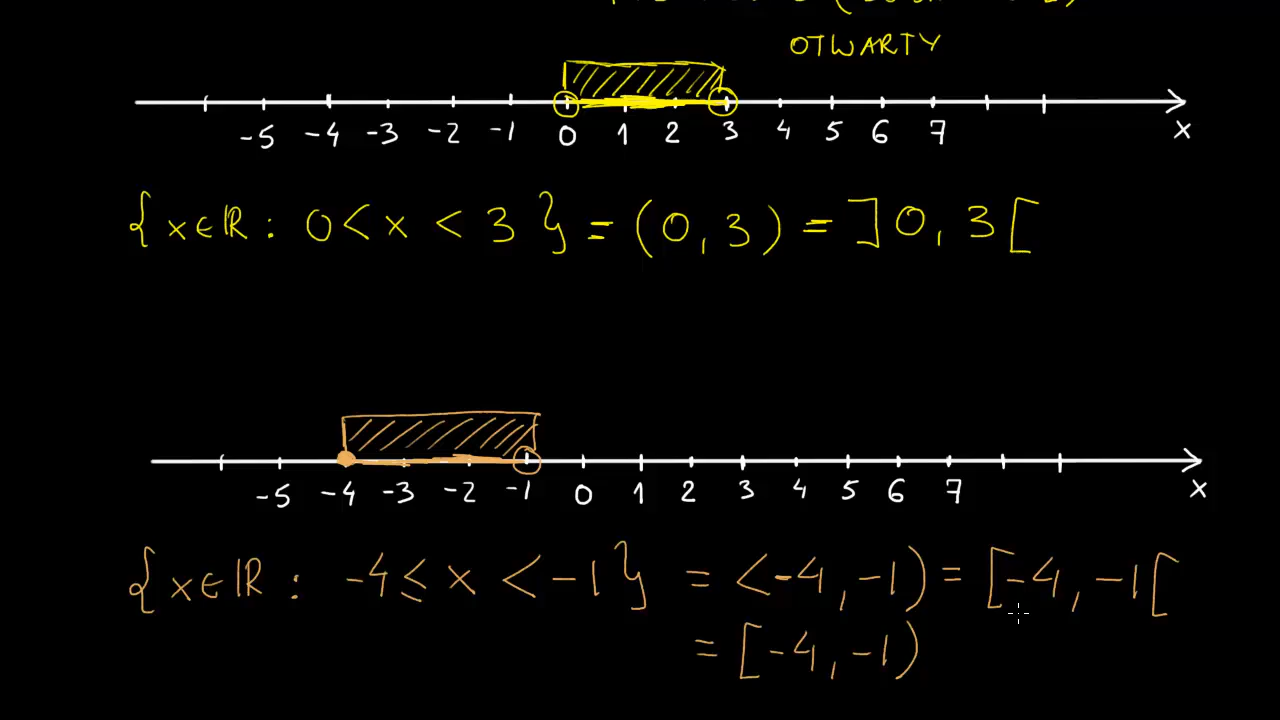 OTWARTY
-5 -4 -3 -2 -1 0 1 2 3 4 5 6 7 x
{x∈ℝ: 0<x<3} = (0,3) = ]0,3[
-5 -4 -3 -2 -1 0 1 2 3 4 5 6 7 x
{x∈ℝ: -4≤x<-1} = <-4,-1) = [-4,-1[
= [-4,-1)